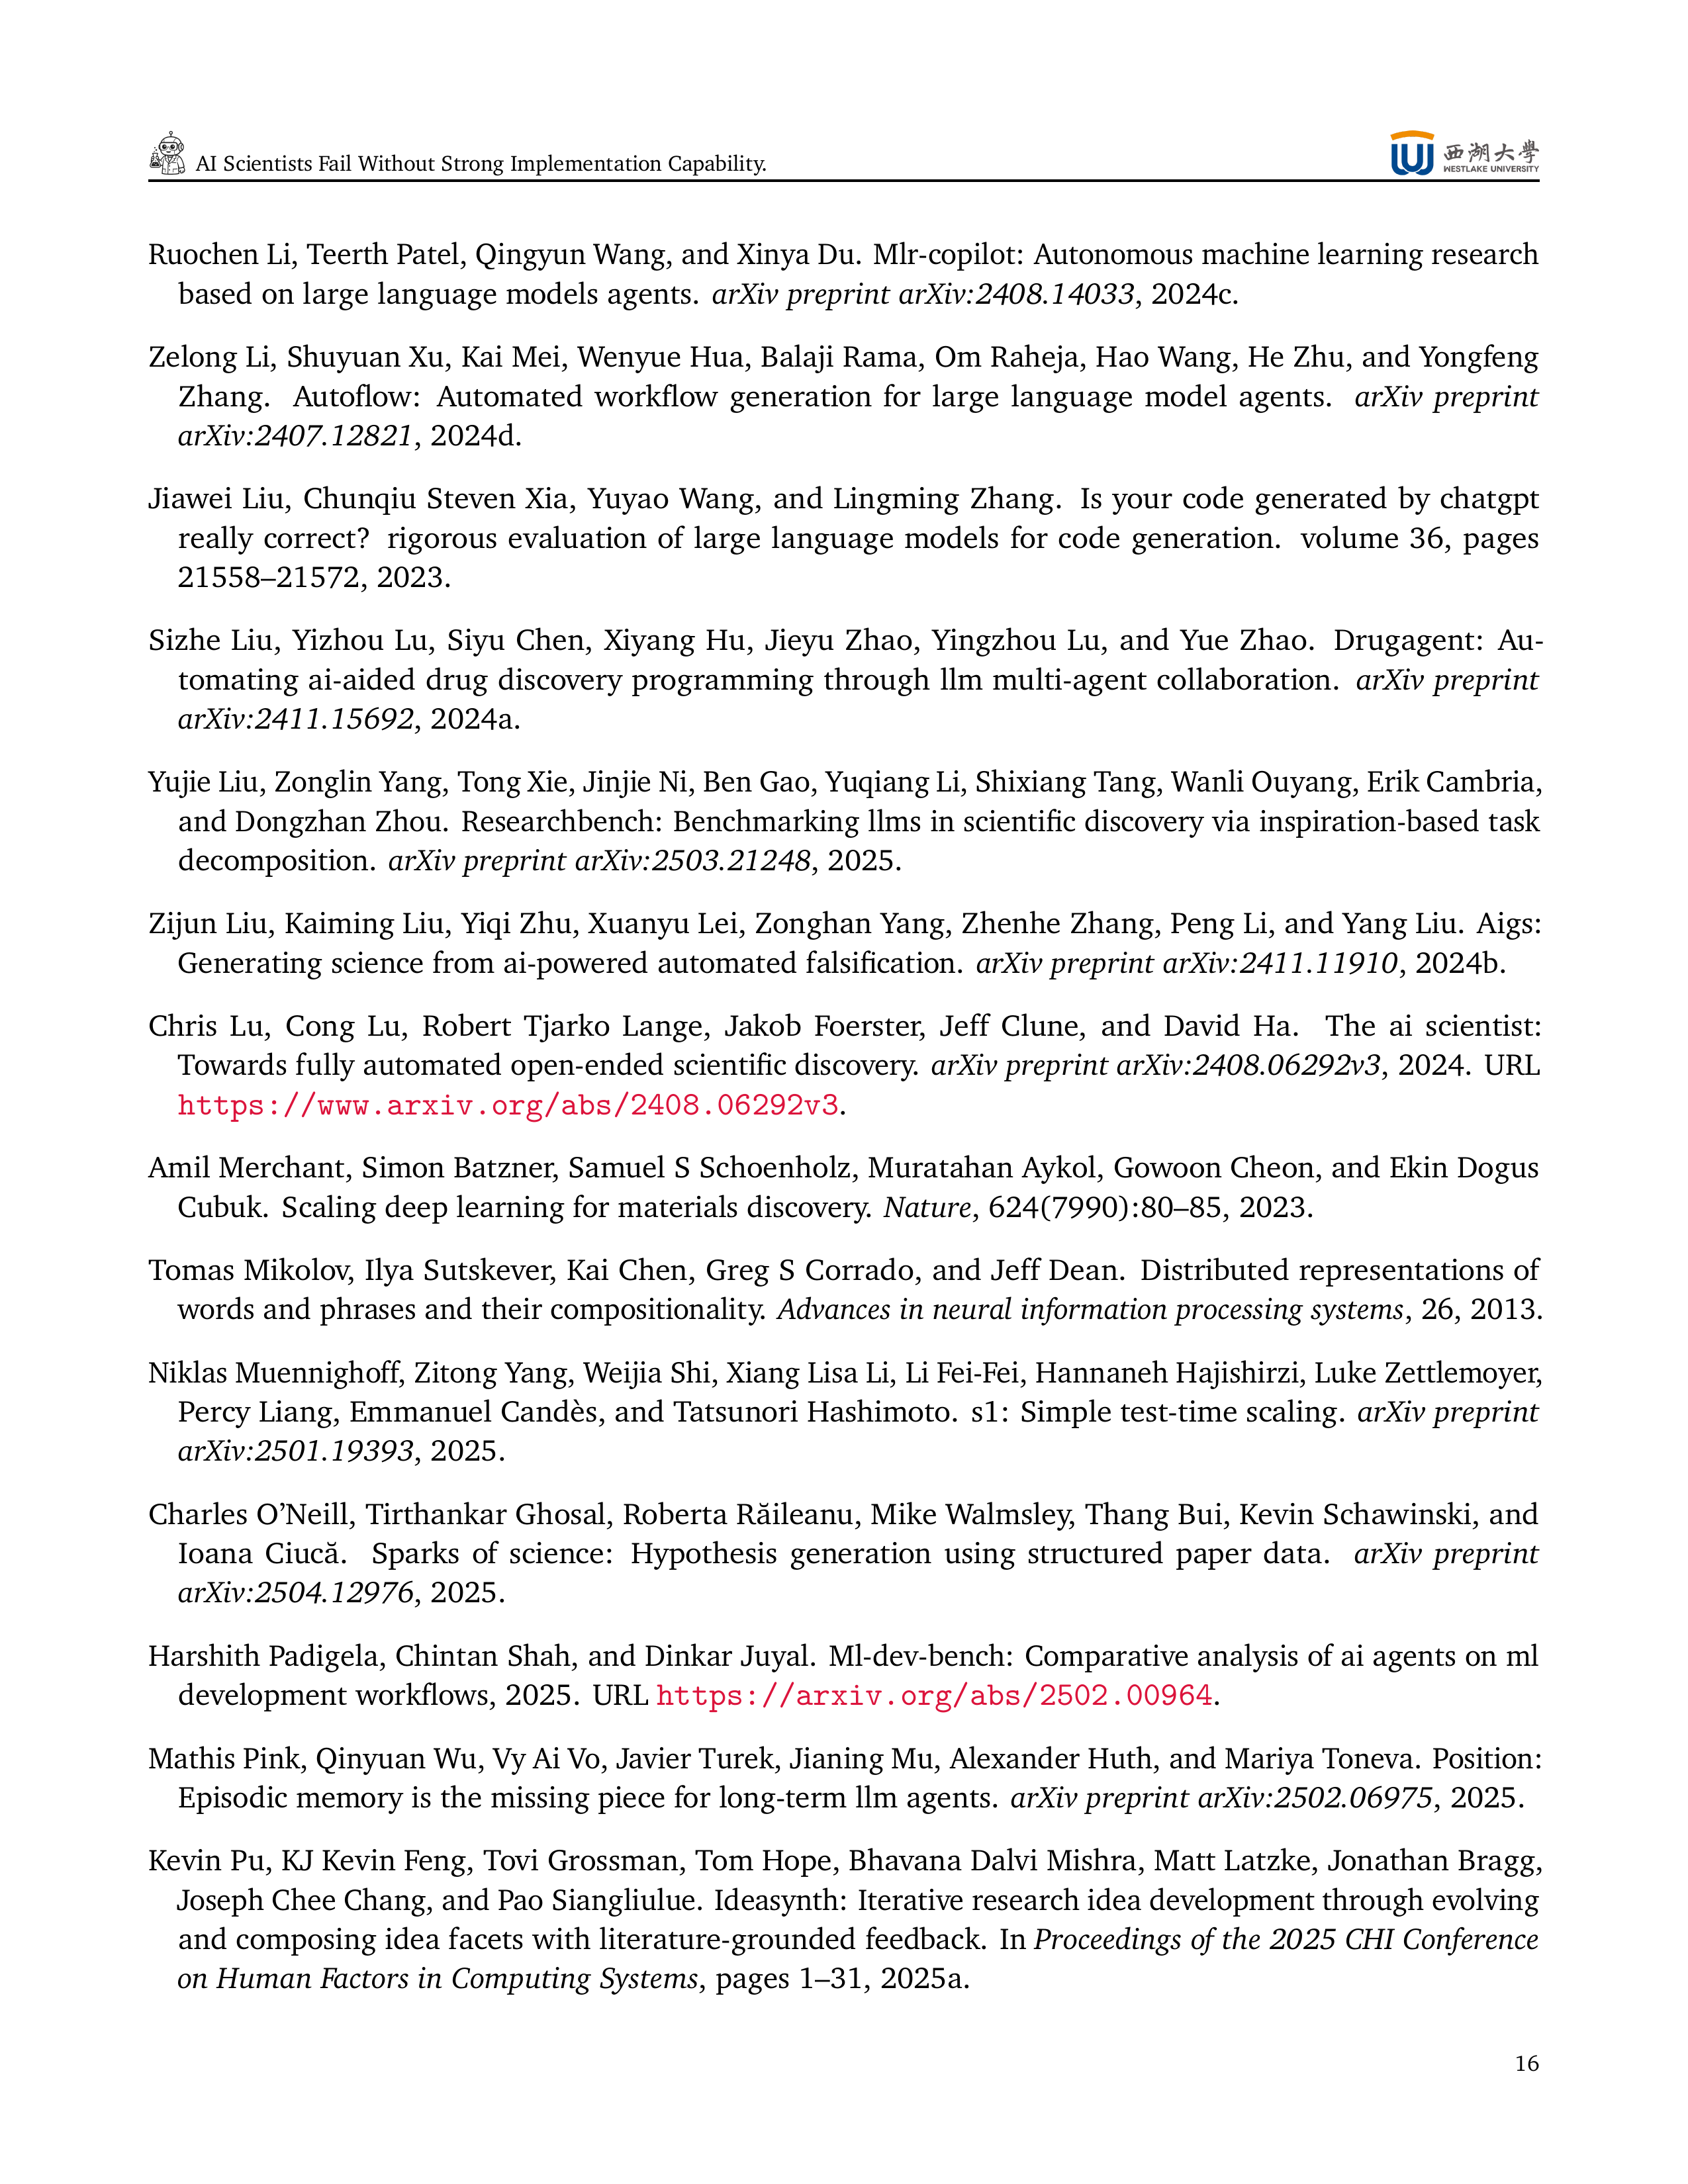 AI Scientists Fail Without Strong Implementation Capability.
西湖大學
WESTLAKE UNIVERSITY
Ruochen Li, Teerth Patel, Qingyun Wang, and Xinya Du. Mlr-copilot: Autonomous machine learning research
based on large language models agents. arXiv preprint arXiv:2408.14033, 2024c.
Zelong Li, Shuyuan Xu, Kai Mei, Wenyue Hua, Balaji Rama, Om Raheja, Hao Wang, He Zhu, and Yongfeng
Zhang. Autoflow: Automated workflow generation for large language model agents. arXiv preprint
arXiv:2407.12821, 2024d.
Jiawei Liu, Chunqiu Steven Xia, Yuyao Wang, and Lingming Zhang. Is your code generated by chatgpt
really correct? rigorous evaluation of large language models for code generation. volume 36, pages
21558–21572, 2023.
Sizhe Liu, Yizhou Lu, Siyu Chen, Xiyang Hu, Jieyu Zhao, Yingzhou Lu, and Yue Zhao. Drugagent: Au-
tomating ai-aided drug discovery programming through llm multi-agent collaboration. arXiv preprint
arXiv:2411.15692, 2024a.
Yujie Liu, Zonglin Yang, Tong Xie, Jinjie Ni, Ben Gao, Yuqiang Li, Shixiang Tang, Wanli Ouyang, Erik Cambria,
and Dongzhan Zhou. Researchbench: Benchmarking llms in scientific discovery via inspiration-based task
decomposition. arXiv preprint arXiv:2503.21248, 2025.
Zijun Liu, Kaiming Liu, Yiqi Zhu, Xuanyu Lei, Zonghan Yang, Zhenhe Zhang, Peng Li, and Yang Liu. Aigs:
Generating science from ai-powered automated falsification. arXiv preprint arXiv:2411.11910, 2024b.
Chris Lu, Cong Lu, Robert Tjarko Lange, Jakob Foerster, Jeff Clune, and David Ha. The ai scientist:
Towards fully automated open-ended scientific discovery. arXiv preprint arXiv:2408.06292v3, 2024. URL
https://www.arxiv.org/abs/2408.06292v3.
Amil Merchant, Simon Batzner, Samuel S Schoenholz, Muratahan Aykol, Gowoon Cheon, and Ekin Dogus
Cubuk. Scaling deep learning for materials discovery. Nature, 624(7990):80–85, 2023.
Tomas Mikolov, Ilya Sutskever, Kai Chen, Greg S Corrado, and Jeff Dean. Distributed representations of
words and phrases and their compositionality. Advances in neural information processing systems, 26, 2013.
Niklas Muennighoff, Zitong Yang, Weijia Shi, Xiang Lisa Li, Li Fei-Fei, Hannaneh Hajishirzi, Luke Zettlemoyer,
Percy Liang, Emmanuel Candès, and Tatsunori Hashimoto. s1: Simple test-time scaling. arXiv preprint
arXiv:2501.19393, 2025.
Charles O’Neill, Tirthankar Ghosal, Roberta Răileanu, Mike Walmsley, Thang Bui, Kevin Schawinski, and
Ioana Ciucă. Sparks of science: Hypothesis generation using structured paper data. arXiv preprint
arXiv:2504.12976, 2025.
Harshith Padigela, Chintan Shah, and Dinkar Juyal. Ml-dev-bench: Comparative analysis of ai agents on ml
development workflows, 2025. URL https://arxiv.org/abs/2502.00964.
Mathis Pink, Qinyuan Wu, Vy Ai Vo, Javier Turek, Jianing Mu, Alexander Huth, and Mariya Toneva. Position:
Episodic memory is the missing piece for long-term llm agents. arXiv preprint arXiv:2502.06975, 2025.
Kevin Pu, KJ Kevin Feng, Tovi Grossman, Tom Hope, Bhavana Dalvi Mishra, Matt Latzke, Jonathan Bragg,
Joseph Chee Chang, and Pao Siangliulue. Ideasynth: Iterative research idea development through evolving
and composing idea facets with literature-grounded feedback. In Proceedings of the 2025 CHI Conference
on Human Factors in Computing Systems, pages 1–31, 2025a.
16